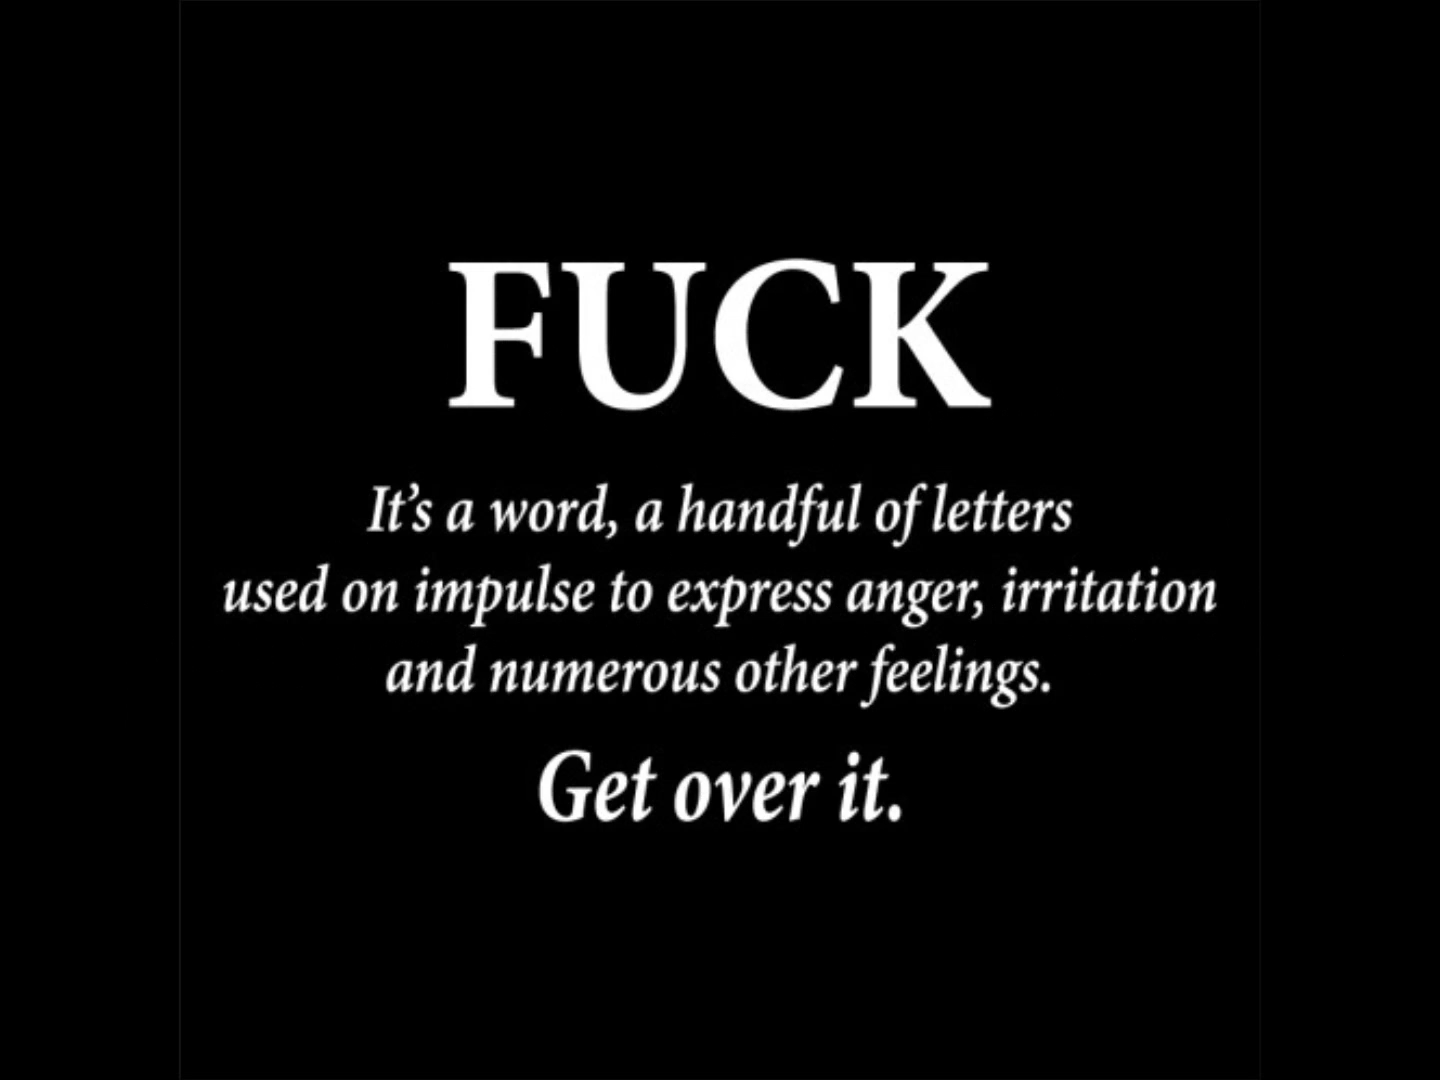 FUCK
It’s a word, a handful of letters
used on impulse to express anger, irritation
and numerous other feelings.
Get over it.